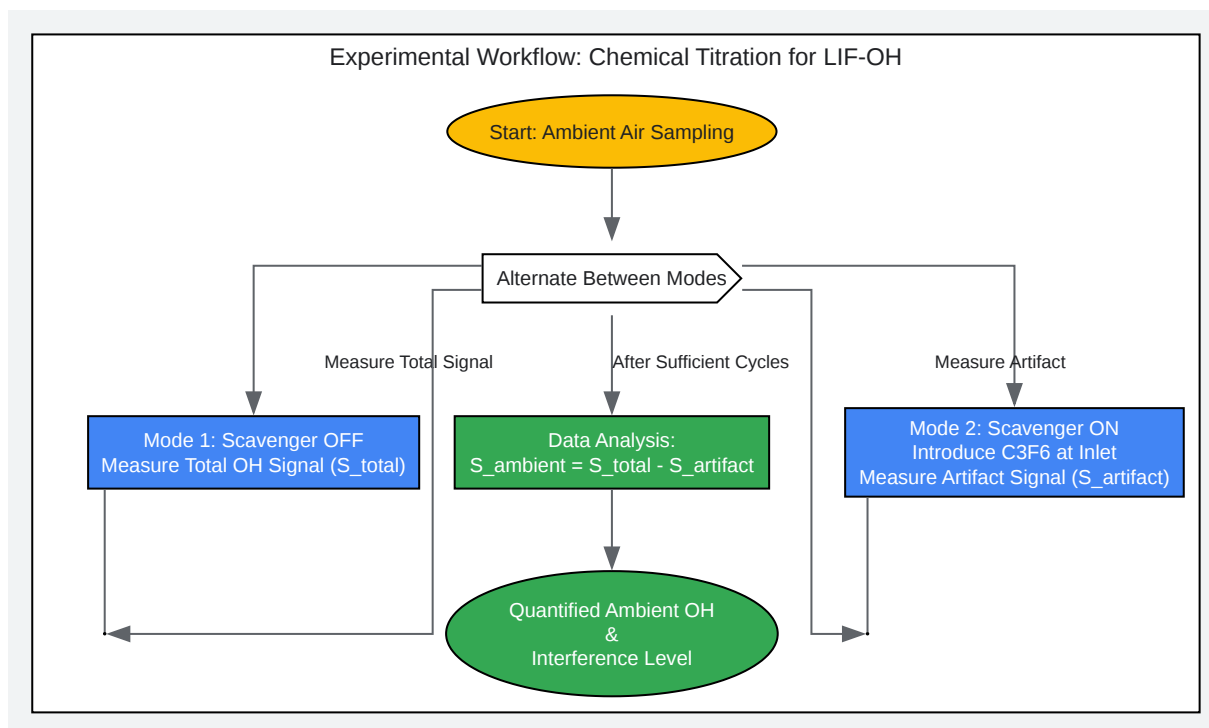 Experimental Workflow: Chemical Titration for LIF-OH
Start: Ambient Air Sampling
Alternate Between Modes
Measure Total Signal
After Sufficient Cycles
Measure Artifact
Mode 1: Scavenger OFF
Measure Total OH Signal (S_total)
Data Analysis:
S_ambient = S_total - S_artifact
Mode 2: Scavenger ON
Introduce C3F6 at Inlet
Measure Artifact Signal (S_artifact)
Quantified Ambient OH
&
Interference Level